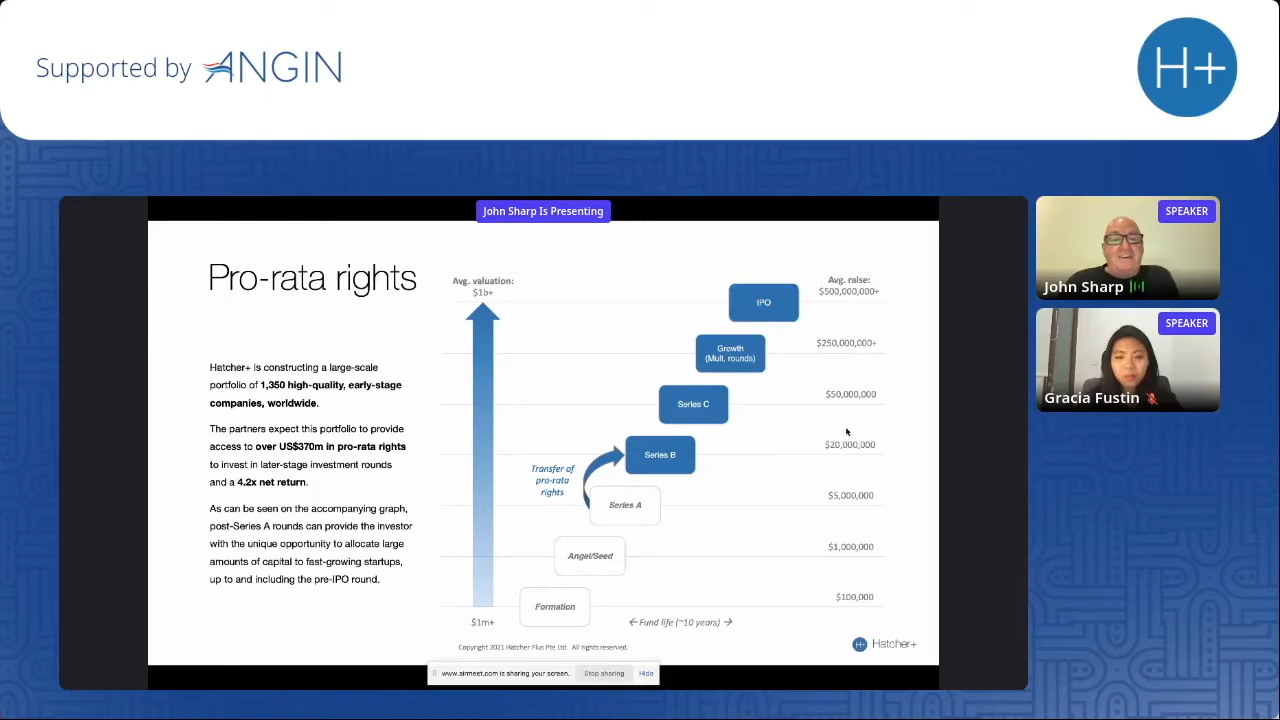 Supported by ANGIN
H+
John Sharp Is Presenting
Pro-rata rights
Hatcher+ is constructing a large-scale
portfolio of 1,350 high-quality, early-stage
companies, worldwide.
The partners expect this portfolio to provide
access to over US$370m in pro-rata rights
to invest in later-stage investment rounds
and a 4.2x net return.
As can be seen on the accompanying graph,
post-Series A rounds can provide the investor
with the unique opportunity to allocate large
amounts of capital to fast-growing startups,
up to and including the pre-IPO round.
Avg. valuation:
$1b+
Avg. raise:
$500,000,000+
IPO
Growth
(Mult. rounds)
$250,000,000+
Series C
$50,000,000
Series B
$20,000,000
Transfer of
pro-rata
rights
Series A
$5,000,000
Angel/Seed
$1,000,000
Formation
$100,000
$1m+
← Fund life (~10 years) →
Copyright 2021 Hatcher Plus Pte Ltd. All rights reserved.
H+ Hatcher+
www.airmeet.com is sharing your screen.
Stop sharing
Hide
SPEAKER
John Sharp
SPEAKER
Gracia Fustin